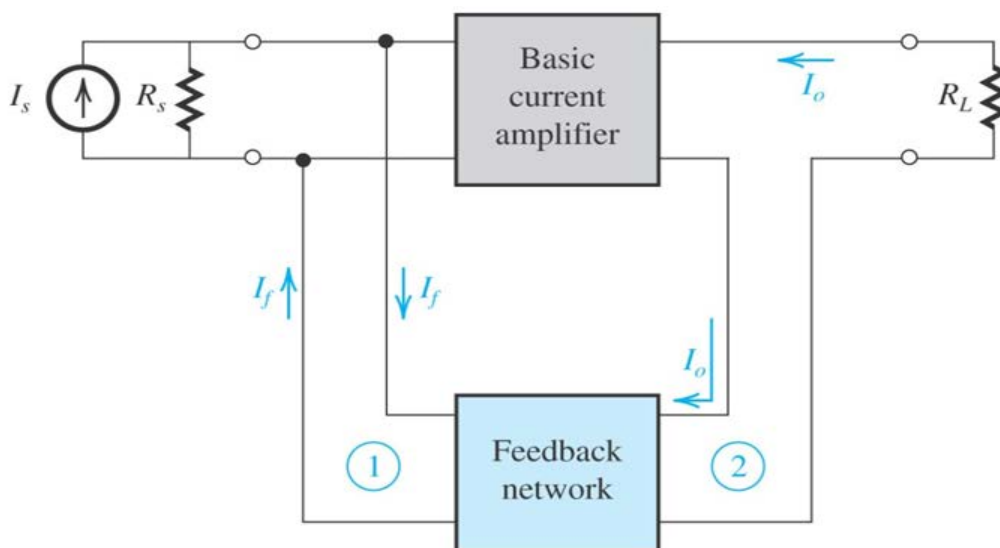 Basic
current
amplifier
I_s
R_s
I_o
R_L
I_f
I_f
I_o
1
2
Feedback
network